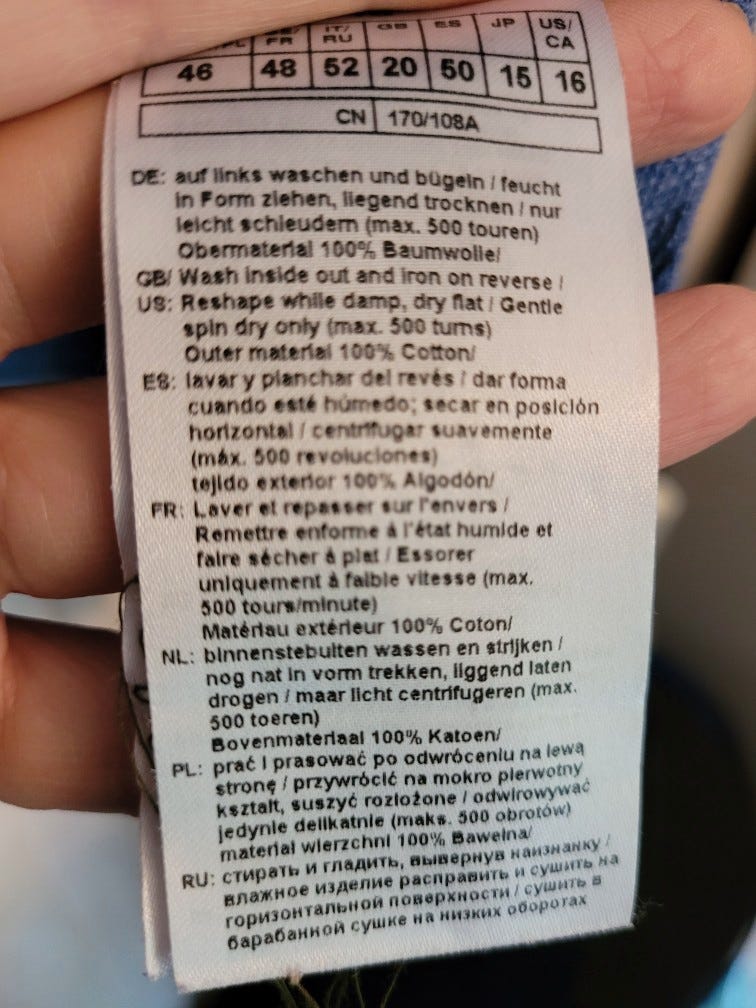 FR RU GB ES JP US/
CA
46 48 52 20 50 15 16
CN 170/108A
DE: auf links waschen und bügeln / feucht
in Form ziehen, liegend trocknen / nur
leicht schleudern (max. 500 touren)
Obermaterial 100% Baumwolle/
GB/ Wash inside out and iron on reverse /
US: Reshape while damp, dry flat / Gentle
spin dry only (max. 500 turns)
Outer material 100% Cotton/
ES: lavar y planchar del revés / dar forma
cuando esté húmedo; secar en posición
horizontal / centrifugar suavemente
(máx. 500 revoluciones)
tejido exterior 100% Algodón/
FR: Laver et repasser sur l'envers /
Remettre enforme à l'état humide et
faire sécher à plat / Essorer
uniquement à faible vitesse (max.
500 tours/minute)
Matériau extérieur 100% Coton/
NL: binnenstebuiten wassen en strijken /
nog nat in vorm trekken, liggend laten
drogen / maar licht centrifugeren (max.
500 toeren)
Bovenmateriaal 100% Katoen/
PL: prać i prasować po odwróceniu na lewą
stronę / przywrócić na mokro pierwotny
kształt, suszyć rozłożone / odwirowywać
jedynie delikatnie (maks. 500 obrotów)
materiał wierzchni 100% Bawełna/
RU: стирать и гладить, вывернув наизнанку /
влажное изделие расправить и сушить на
горизонтальной поверхности / сушить в
барабанной сушке на низких оборотах